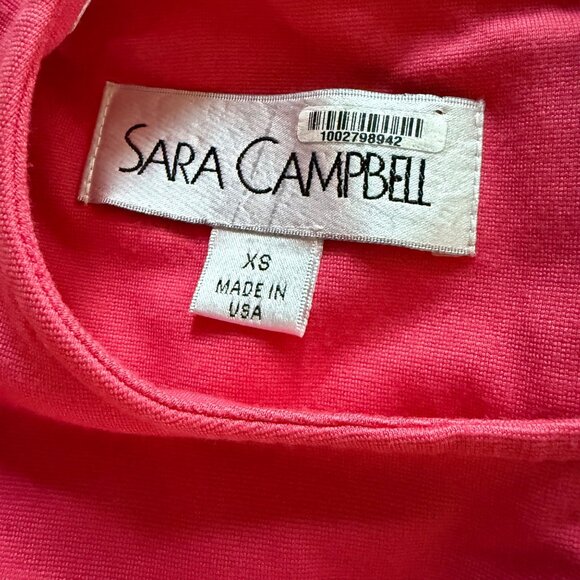 1002798942
SARA CAMPBELL
XS
MADE IN
USA